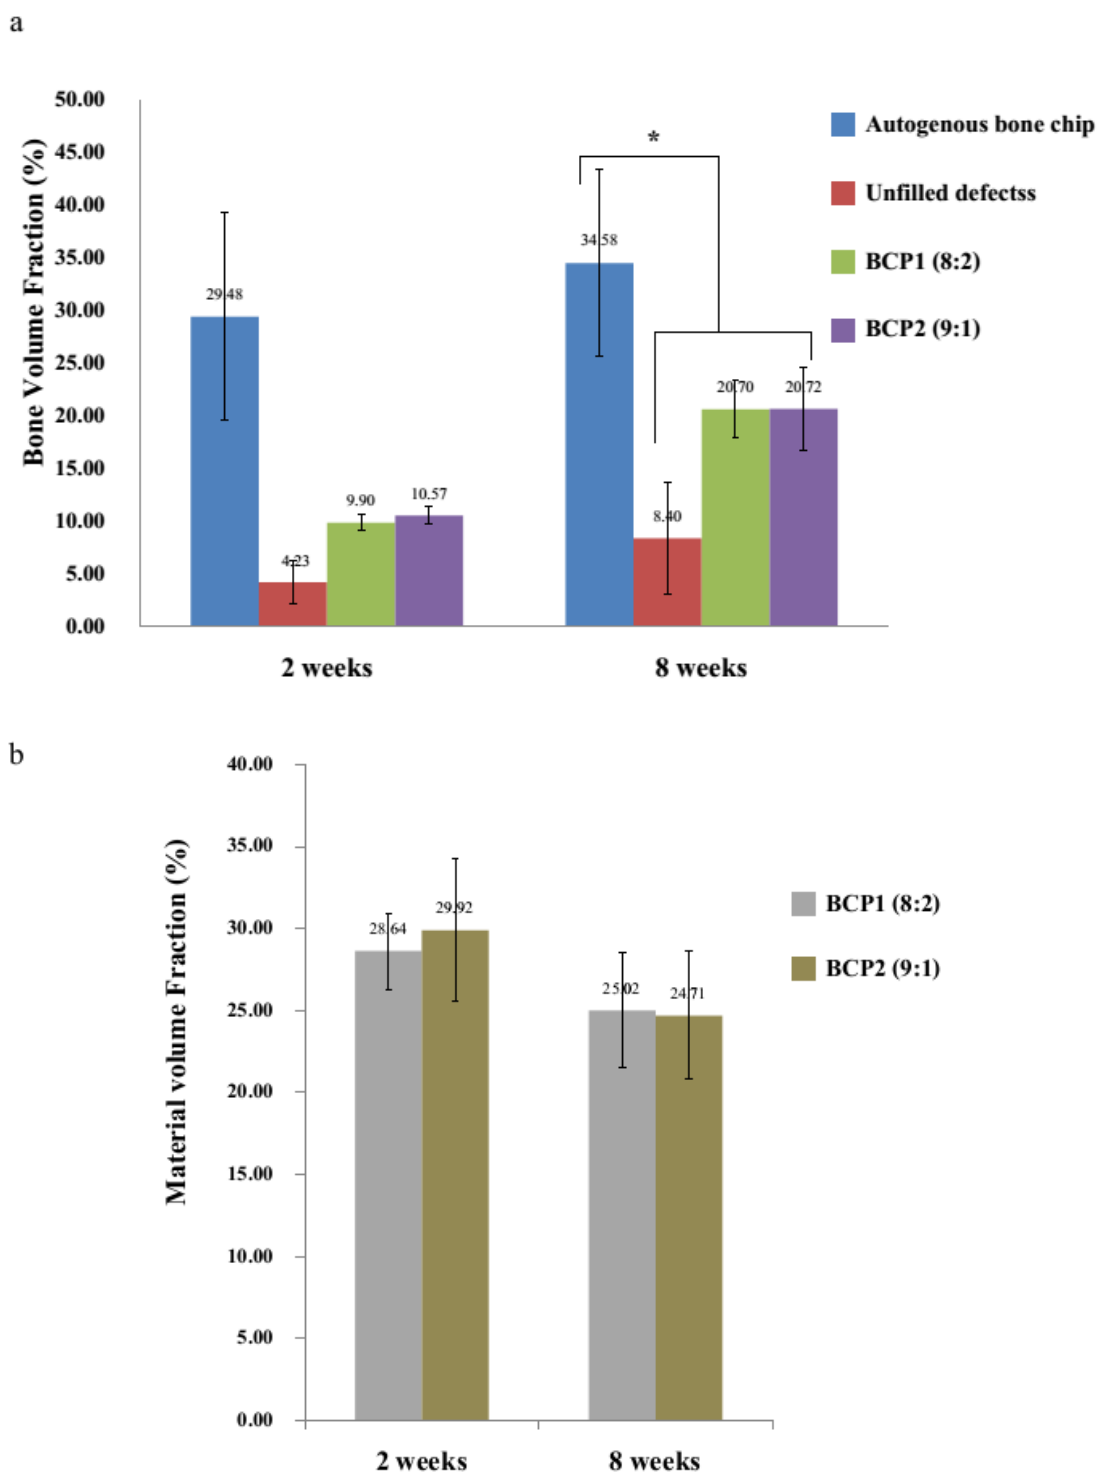 a
50.00
45.00
40.00
35.00
30.00
25.00
20.00
15.00
10.00
5.00
0.00
Bone Volume Fraction (%)
29.48
4.23
9.90
10.57
*
34.58
8.40
20.70
20.72
2 weeks
8 weeks
Autogenous bone chip
Unfilled defectss
BCP1 (8:2)
BCP2 (9:1)
b
40.00
35.00
30.00
25.00
20.00
15.00
10.00
5.00
0.00
Material volume Fraction (%)
28.64
29.92
25.02
24.71
2 weeks
8 weeks
BCP1 (8:2)
BCP2 (9:1)